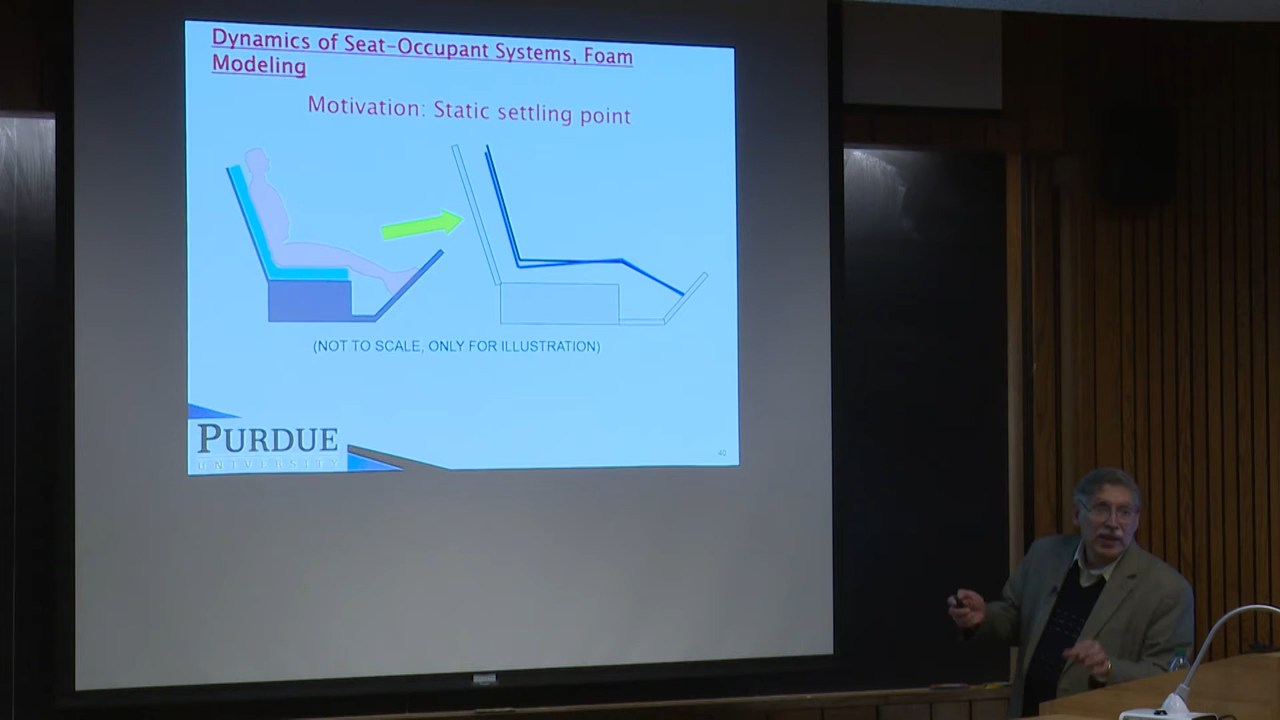 Dynamics of Seat-Occupant Systems, Foam
Modeling
Motivation: Static settling point
(NOT TO SCALE, ONLY FOR ILLUSTRATION)
PURDUE
UNIVERSITY
40